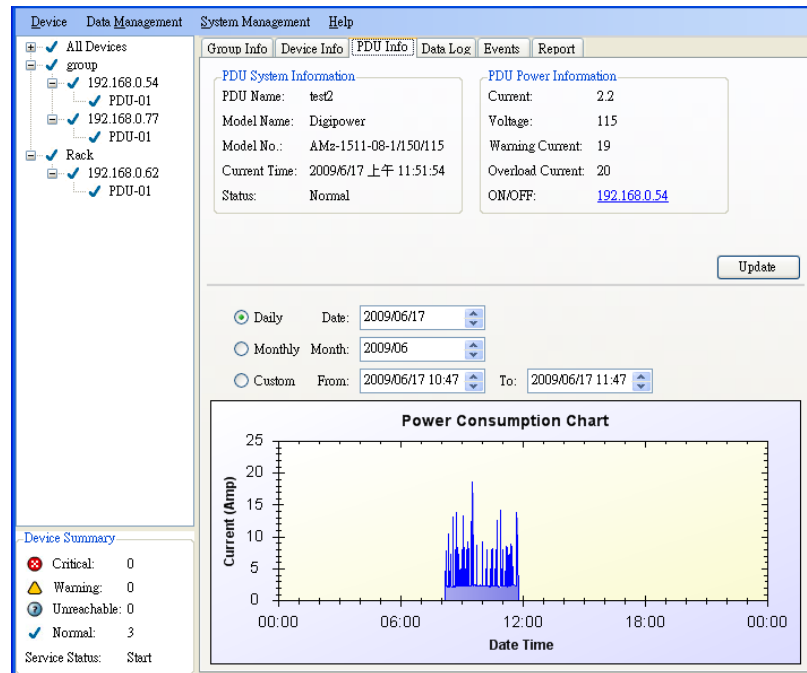 Device Data Management System Management Help
All Devices
group
192.168.0.54
PDU-01
192.168.0.77
PDU-01
Rack
192.168.0.62
PDU-01
Device Summary
Critical: 0
Warning: 0
Unreachable: 0
Normal: 3
Service Status: Start
Group Info Device Info PDU Info Data Log Events Report
PDU System Information
PDU Name: test2
Model Name: Digipower
Model No.: AMz-1511-08-1/150/115
Current Time: 2009/6/17 上午 11:51:54
Status: Normal
PDU Power Information
Current: 2.2
Voltage: 115
Warning Current: 19
Overload Current: 20
ON/OFF: 192.168.0.54
Update
Daily Date: 2009/06/17
Monthly Month: 2009/06
Custom From: 2009/06/17 10:47 To: 2009/06/17 11:47
Power Consumption Chart
Current (Amp)
25
20
15
10
5
0
00:00 06:00 12:00 18:00 00:00
Date Time